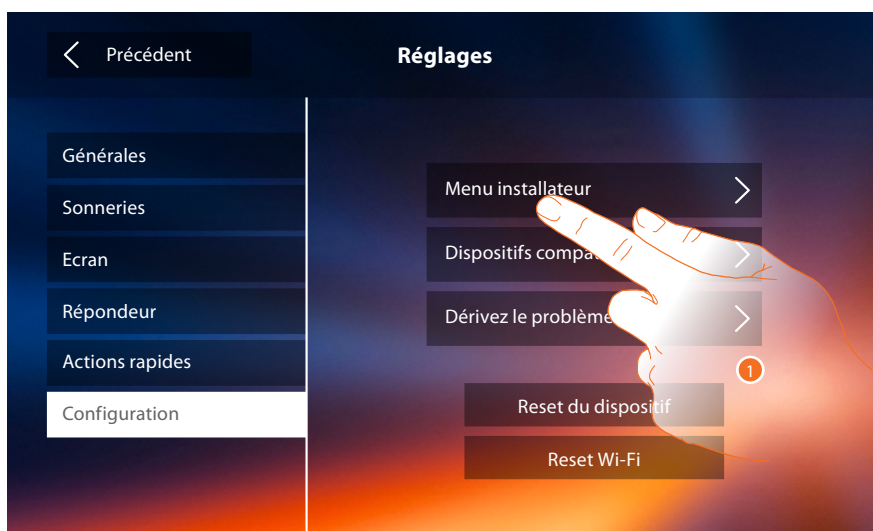 Précédent
Réglages
Générales
Sonneries
Ecran
Répondeur
Actions rapides
Configuration
Menu installateur
Dispositifs
Dérivez le problème
1
Reset du dispositif
Reset Wi-Fi